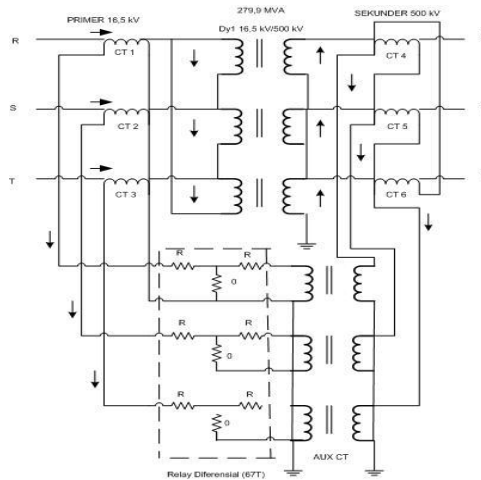 279,9 MVA
PRIMER 16,5 kV
Dy1 16,5 kV/500 kV
SEKUNDER 500 kV
R
CT 1
CT 4
S
CT 2
CT 5
T
CT 3
CT 6
R
R
0
R
R
0
R
R
0
AUX CT
Relay Diferensial (67T)